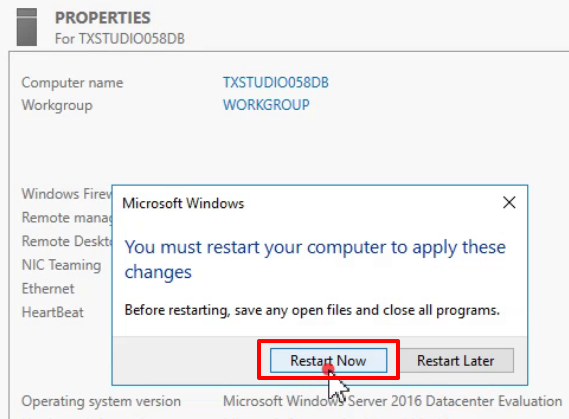 PROPERTIES
For TXSTUDIO058DB
Computer name TXSTUDIO058DB
Workgroup WORKGROUP
Windows Firew
Remote manag
Remote Deskto
NIC Teaming
Ethernet
HeartBeat
Microsoft Windows
You must restart your computer to apply these
changes
Before restarting, save any open files and close all programs.
Restart Now Restart Later
Operating system version Microsoft Windows Server 2016 Datacenter Evaluation